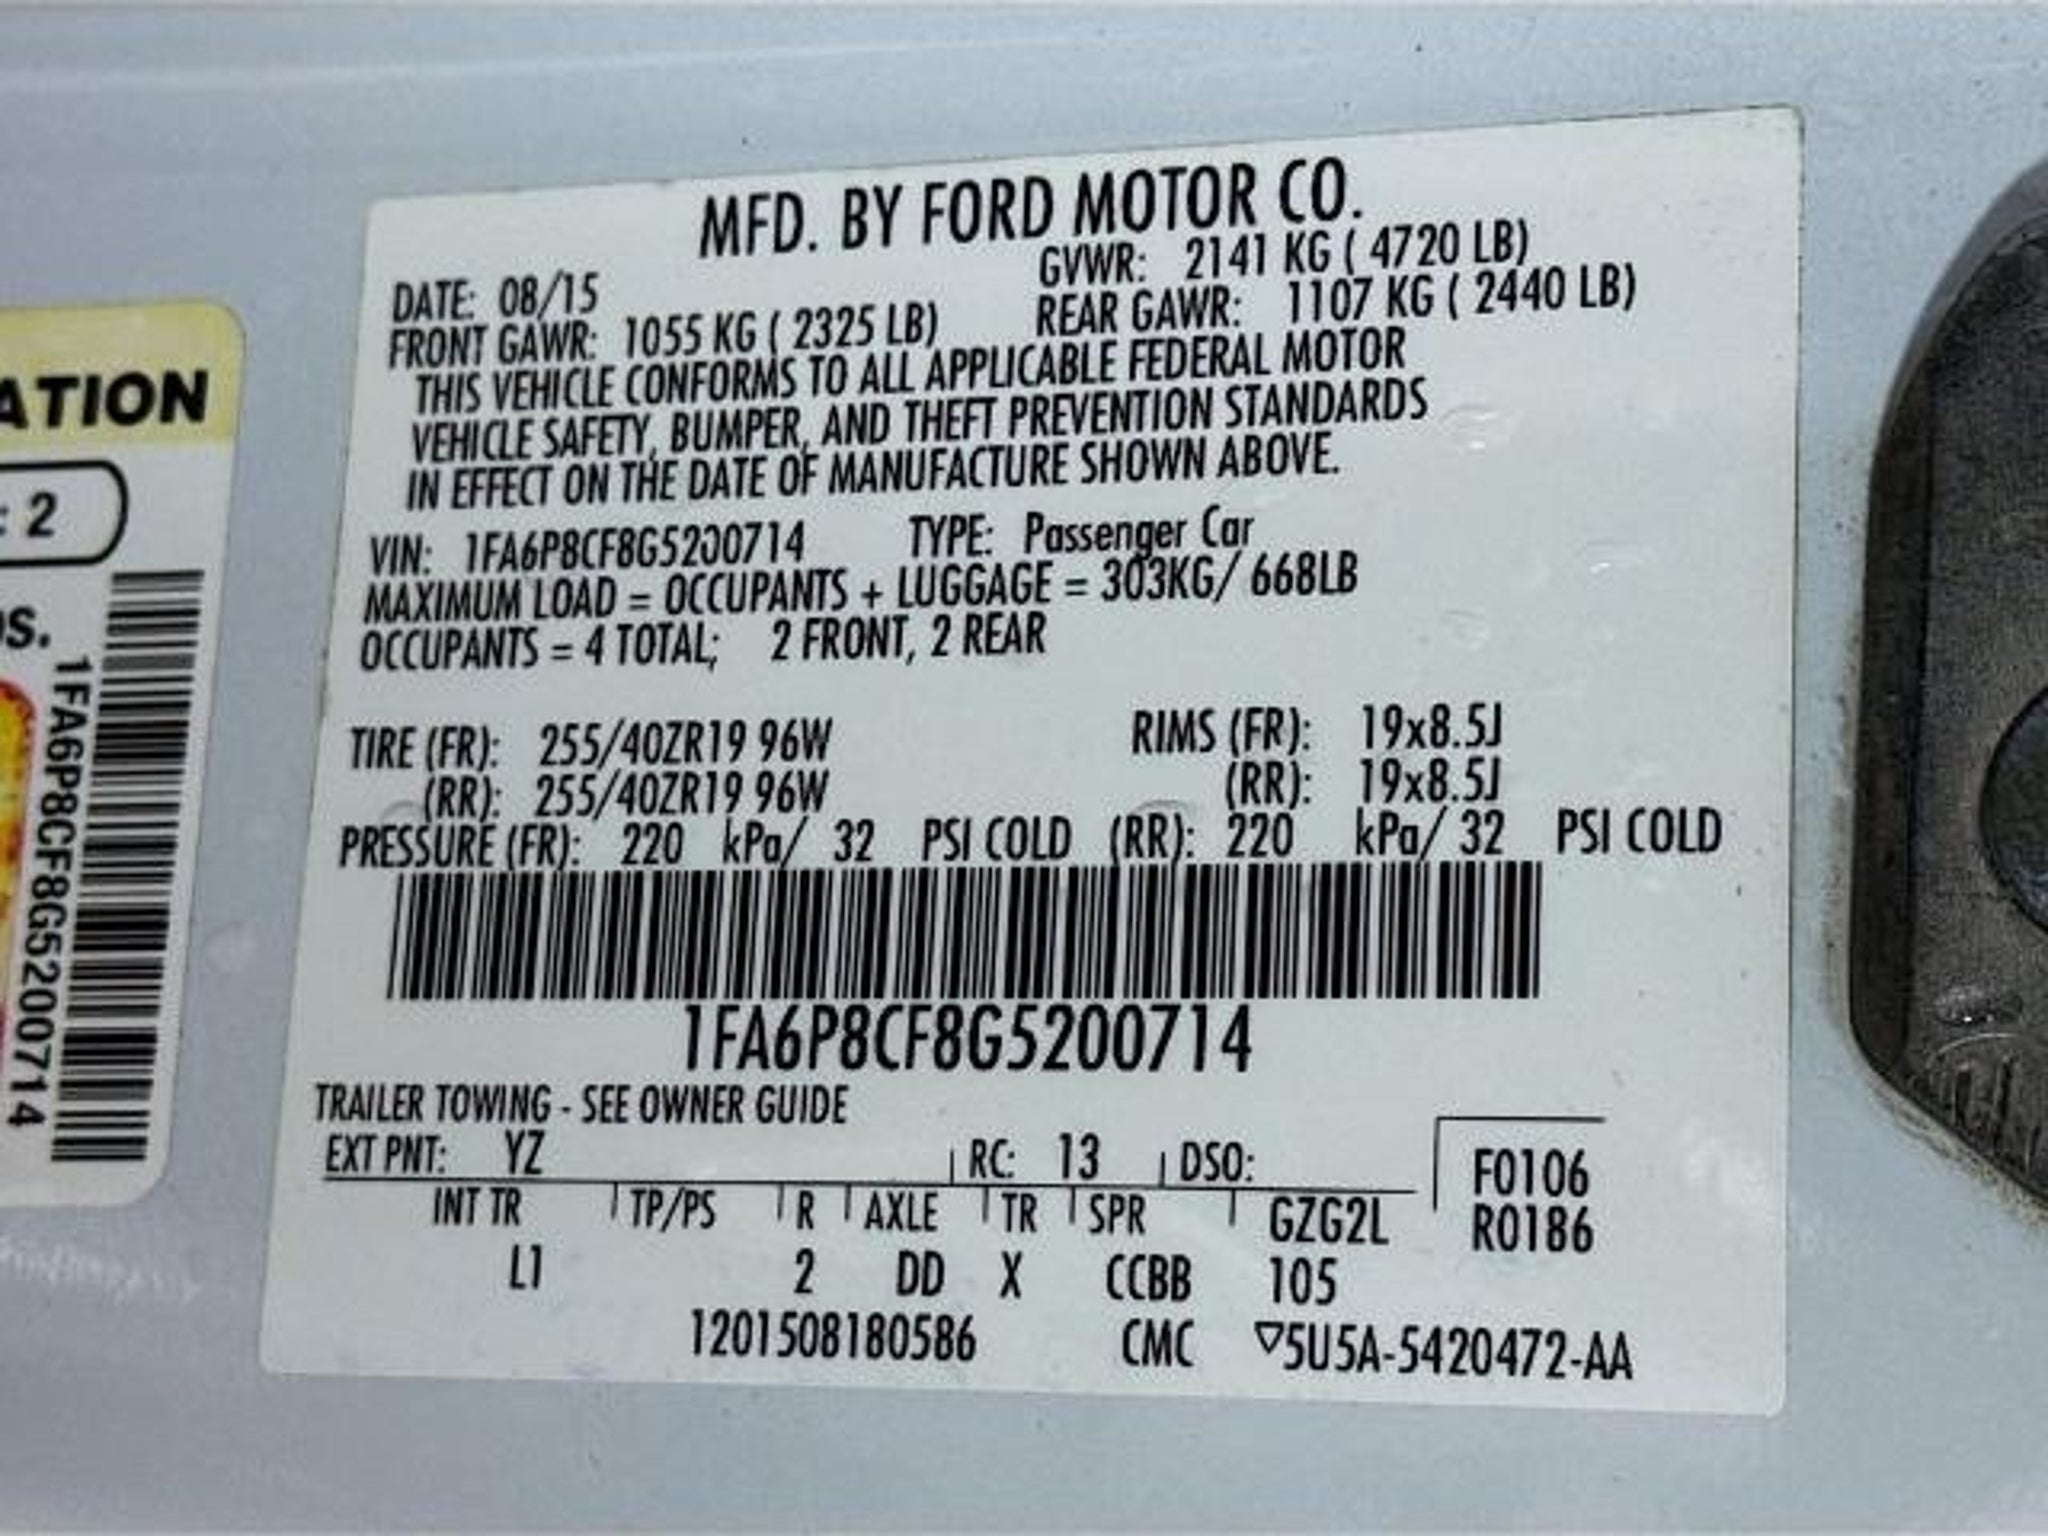 MFD. BY FORD MOTOR CO.
DATE: 08/15 GVWR: 2141 KG ( 4720 LB)
FRONT GAWR: 1055 KG ( 2325 LB) REAR GAWR: 1107 KG ( 2440 LB)
THIS VEHICLE CONFORMS TO ALL APPLICABLE FEDERAL MOTOR
VEHICLE SAFETY, BUMPER, AND THEFT PREVENTION STANDARDS
IN EFFECT ON THE DATE OF MANUFACTURE SHOWN ABOVE.
VIN: 1FA6P8CF8G5200714 TYPE: Passenger Car
MAXIMUM LOAD = OCCUPANTS + LUGGAGE = 303KG/ 668LB
OCCUPANTS = 4 TOTAL; 2 FRONT, 2 REAR
TIRE (FR): 255/40ZR19 96W RIMS (FR): 19x8.5J
(RR): 255/40ZR19 96W (RR): 19x8.5J
PRESSURE (FR): 220 kPa/ 32 PSI COLD (RR): 220 kPa/ 32 PSI COLD
1FA6P8CF8G5200714
TRAILER TOWING - SEE OWNER GUIDE
EXT PNT: YZ RC: 13 DSO: F0106
INT TR TP/PS R AXLE TR SPR GZG2L R0186
L1 2 DD X CCBB 105
1201508180586 CMC ▽5U5A-5420472-AA
ATION
: 2
S.
1FA6P8CF8G5200714